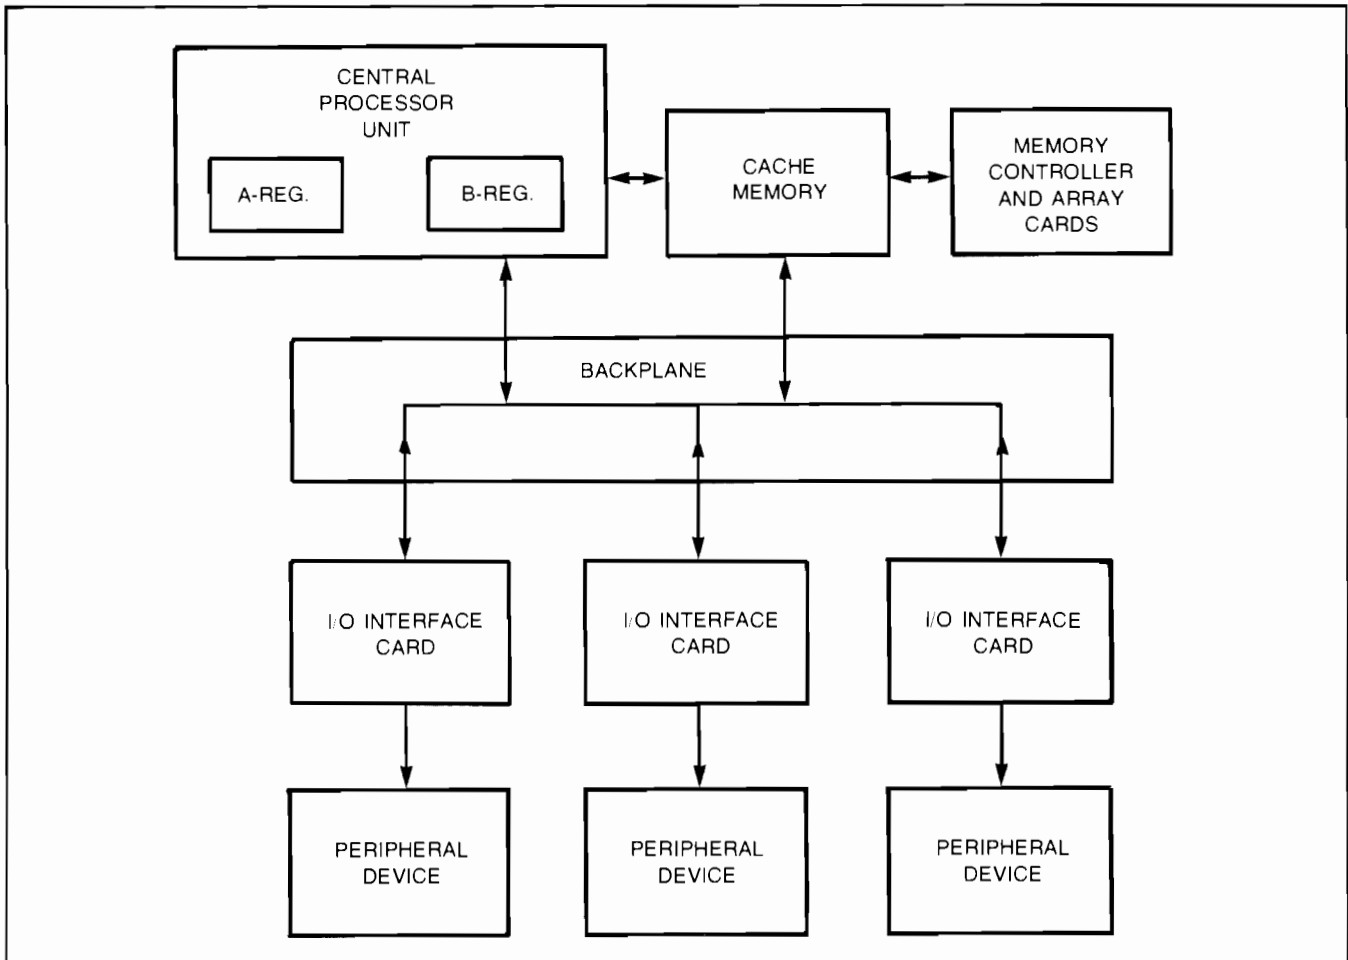 CENTRAL
PROCESSOR
UNIT
A-REG.
B-REG.
CACHE
MEMORY
MEMORY
CONTROLLER
AND ARRAY
CARDS
BACKPLANE
I/O INTERFACE
CARD
I/O INTERFACE
CARD
I/O INTERFACE
CARD
PERIPHERAL
DEVICE
PERIPHERAL
DEVICE
PERIPHERAL
DEVICE